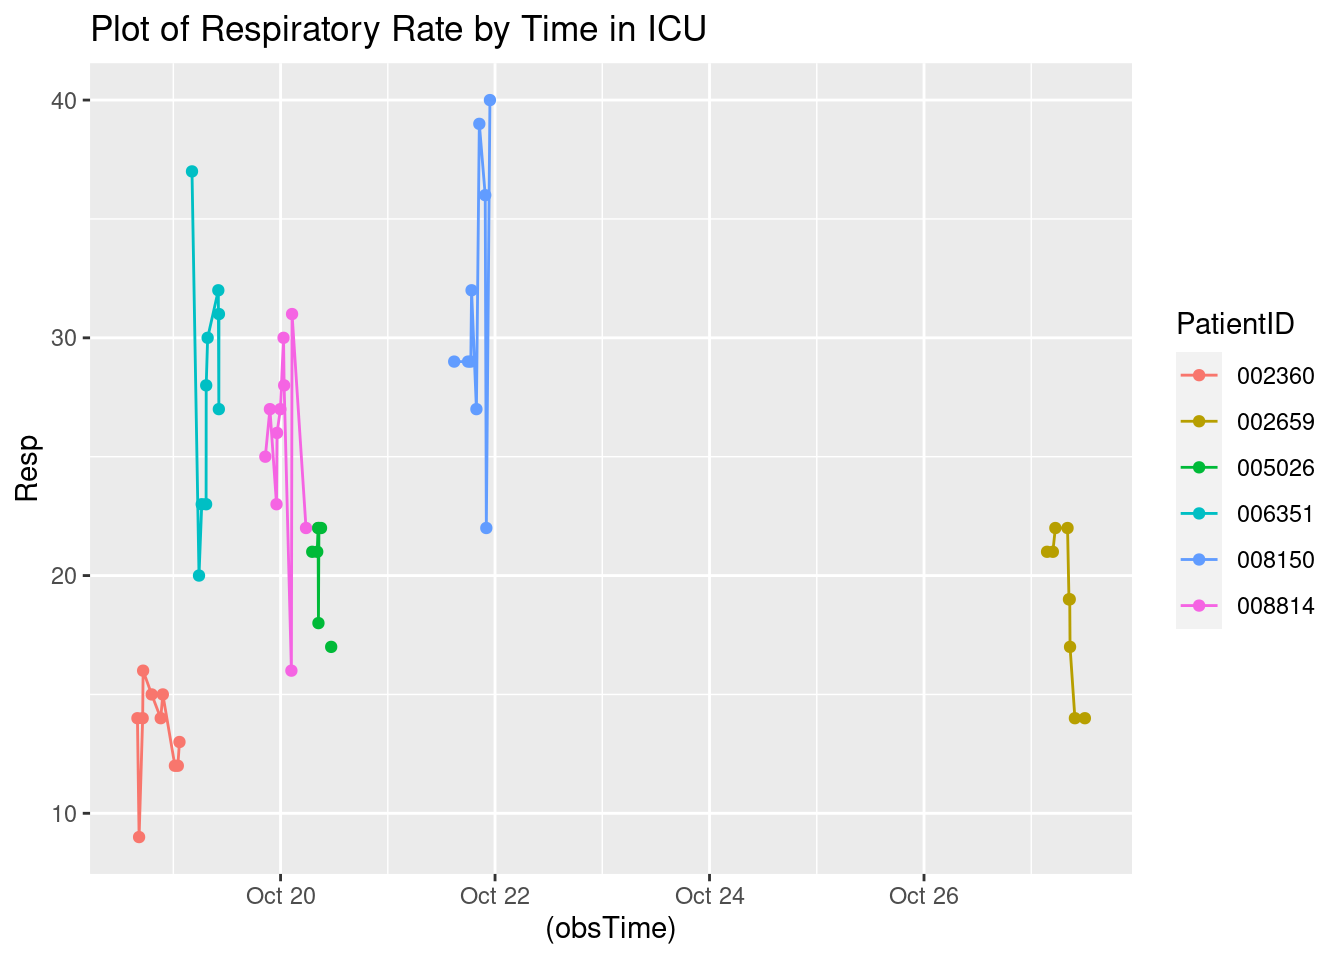 Plot of Respiratory Rate by Time in ICU
40
30
20
10
Resp
Oct 20 Oct 22 Oct 24 Oct 26
(obsTime)
PatientID
002360
002659
005026
006351
008150
008814